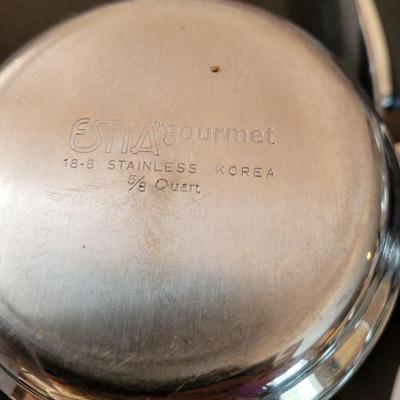 ESTIA gourmet
18-8 STAINLESS KOREA
5/8 Quart